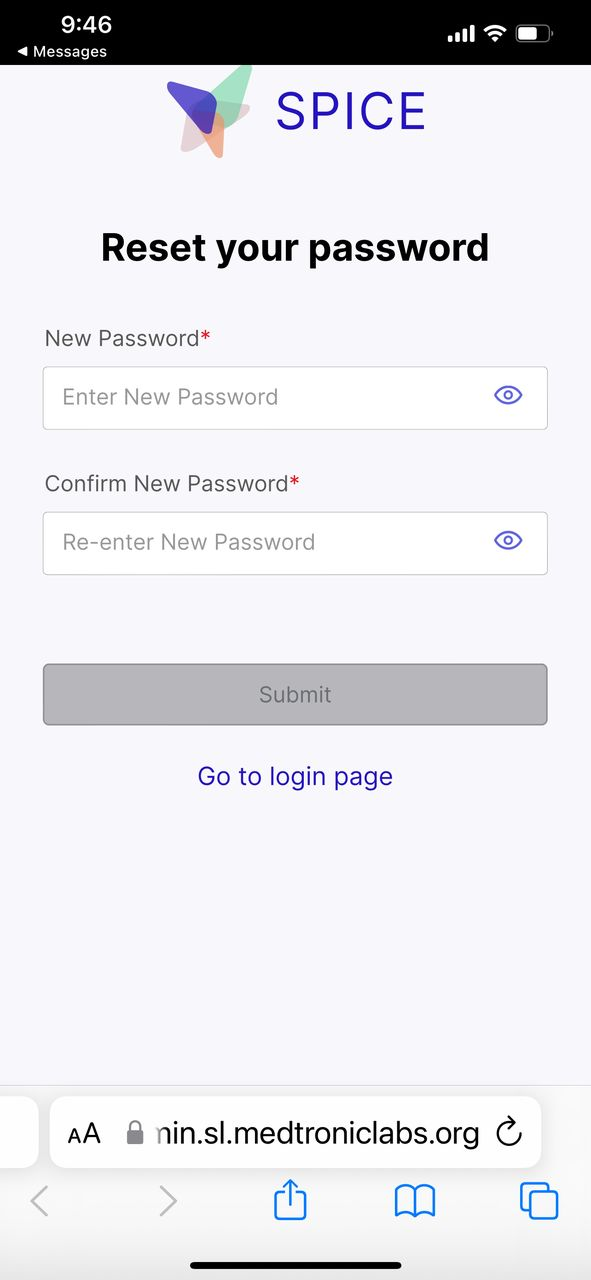 9:46
◀ Messages
SPICE
Reset your password
New Password*
Enter New Password
Confirm New Password*
Re-enter New Password
Submit
Go to login page
AA min.sl.medtroniclabs.org